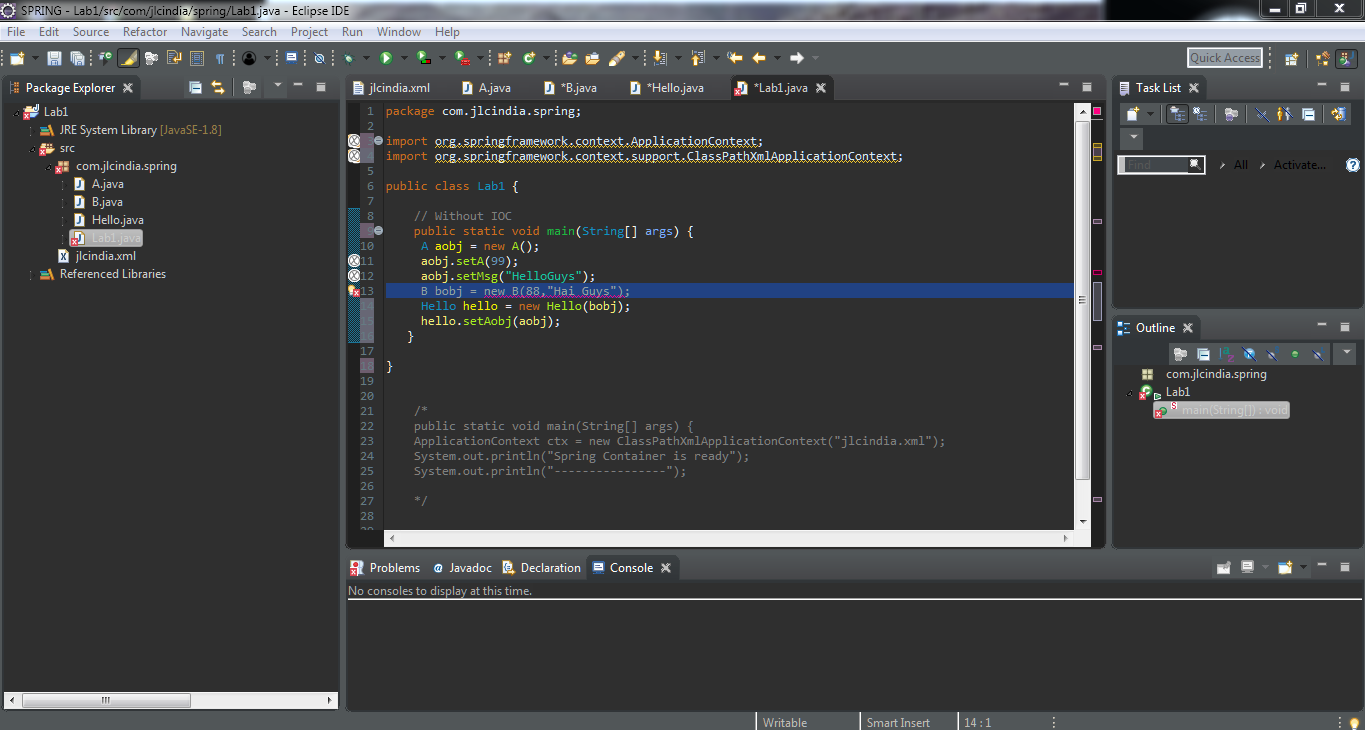 SPRING - Lab1/src/com/jlcindia/spring/Lab1.java - Eclipse IDE
File Edit Source Refactor Navigate Search Project Run Window Help
Quick Access
Package Explorer
Lab1
JRE System Library [JavaSE-1.8]
src
com.jlcindia.spring
A.java
B.java
Hello.java
Lab1.java
jlcindia.xml
Referenced Libraries
jlcindia.xml A.java *B.java *Hello.java *Lab1.java
1 package com.jlcindia.spring;
2
3 import org.springframework.context.ApplicationContext;
4 import org.springframework.context.support.ClassPathXmlApplicationContext;
5
6 public class Lab1 {
7
8 // Without IOC
9 public static void main(String[] args) {
10 A aobj = new A();
11 aobj.setA(99);
12 aobj.setMsg("HelloGuys");
13 B bobj = new B(88,"Hai Guys");
14 Hello hello = new Hello(bobj);
15 hello.setAobj(aobj);
16 }
17
18 }
19
20
21 /*
22 public static void main(String[] args) {
23 ApplicationContext ctx = new ClassPathXmlApplicationContext("jlcindia.xml");
24 System.out.println("Spring Container is ready");
25 System.out.println("----------------");
26
27 */
28
29
Task List
Find All Activate...
Outline
com.jlcindia.spring
Lab1
main(String[]) : void
Problems Javadoc Declaration Console
No consoles to display at this time.
Writable Smart Insert 14 : 1